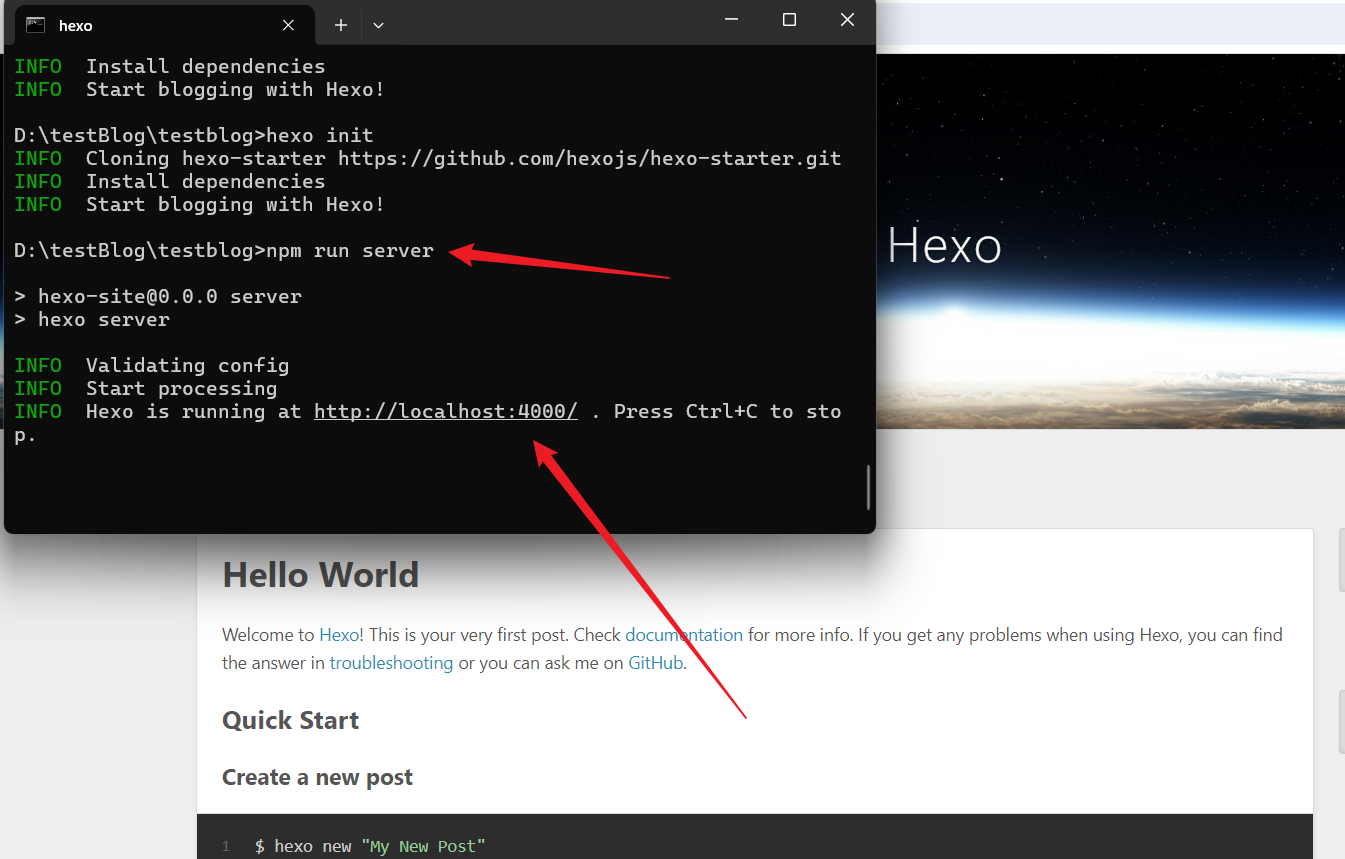 hexo
INFO  Install dependencies
INFO  Start blogging with Hexo!
D:\testBlog\testblog>hexo init
INFO  Cloning hexo-starter https://github.com/hexojs/hexo-starter.git
INFO  Install dependencies
INFO  Start blogging with Hexo!
D:\testBlog\testblog>npm run server
> hexo-site@0.0.0 server
> hexo server
INFO  Validating config
INFO  Start processing
INFO  Hexo is running at http://localhost:4000/ . Press Ctrl+C to sto
p.
Hexo
Hello World
Welcome to Hexo! This is your very first post. Check documentation for more info. If you get any problems when using Hexo, you can find
the answer in troubleshooting or you can ask me on GitHub.
Quick Start
Create a new post
1 $ hexo new "My New Post"